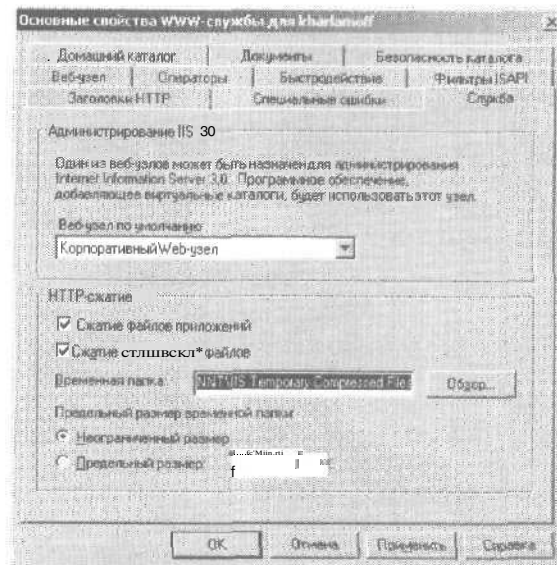 Основные свойства WWW-службы для kharlamoff
Домашний каталог Документы Безопасность каталога
Веб-узел Операторы Быстродействие Фильтры ISAPI
Заголовки HTTP Специальные ошибки Служба
Администрирование IIS 30
Один из веб-узлов может быть назначен для администрирования
Internet Information Server 3.0. Программное обеспечение,
добавляющее виртуальные каталоги, будет использовать этот узел.
Веб-узел по умолчанию:
Корпоративный Web-узел
HTTP-сжатие
Сжатие файлов приложений
Сжатие стлшвскл* файлов
Временная папка: \IIS Temporary Compressed File Обзор...
Предельный размер временной папки:
Неограниченный размер
Предельный размер: f
OK Отмена Применить Справка